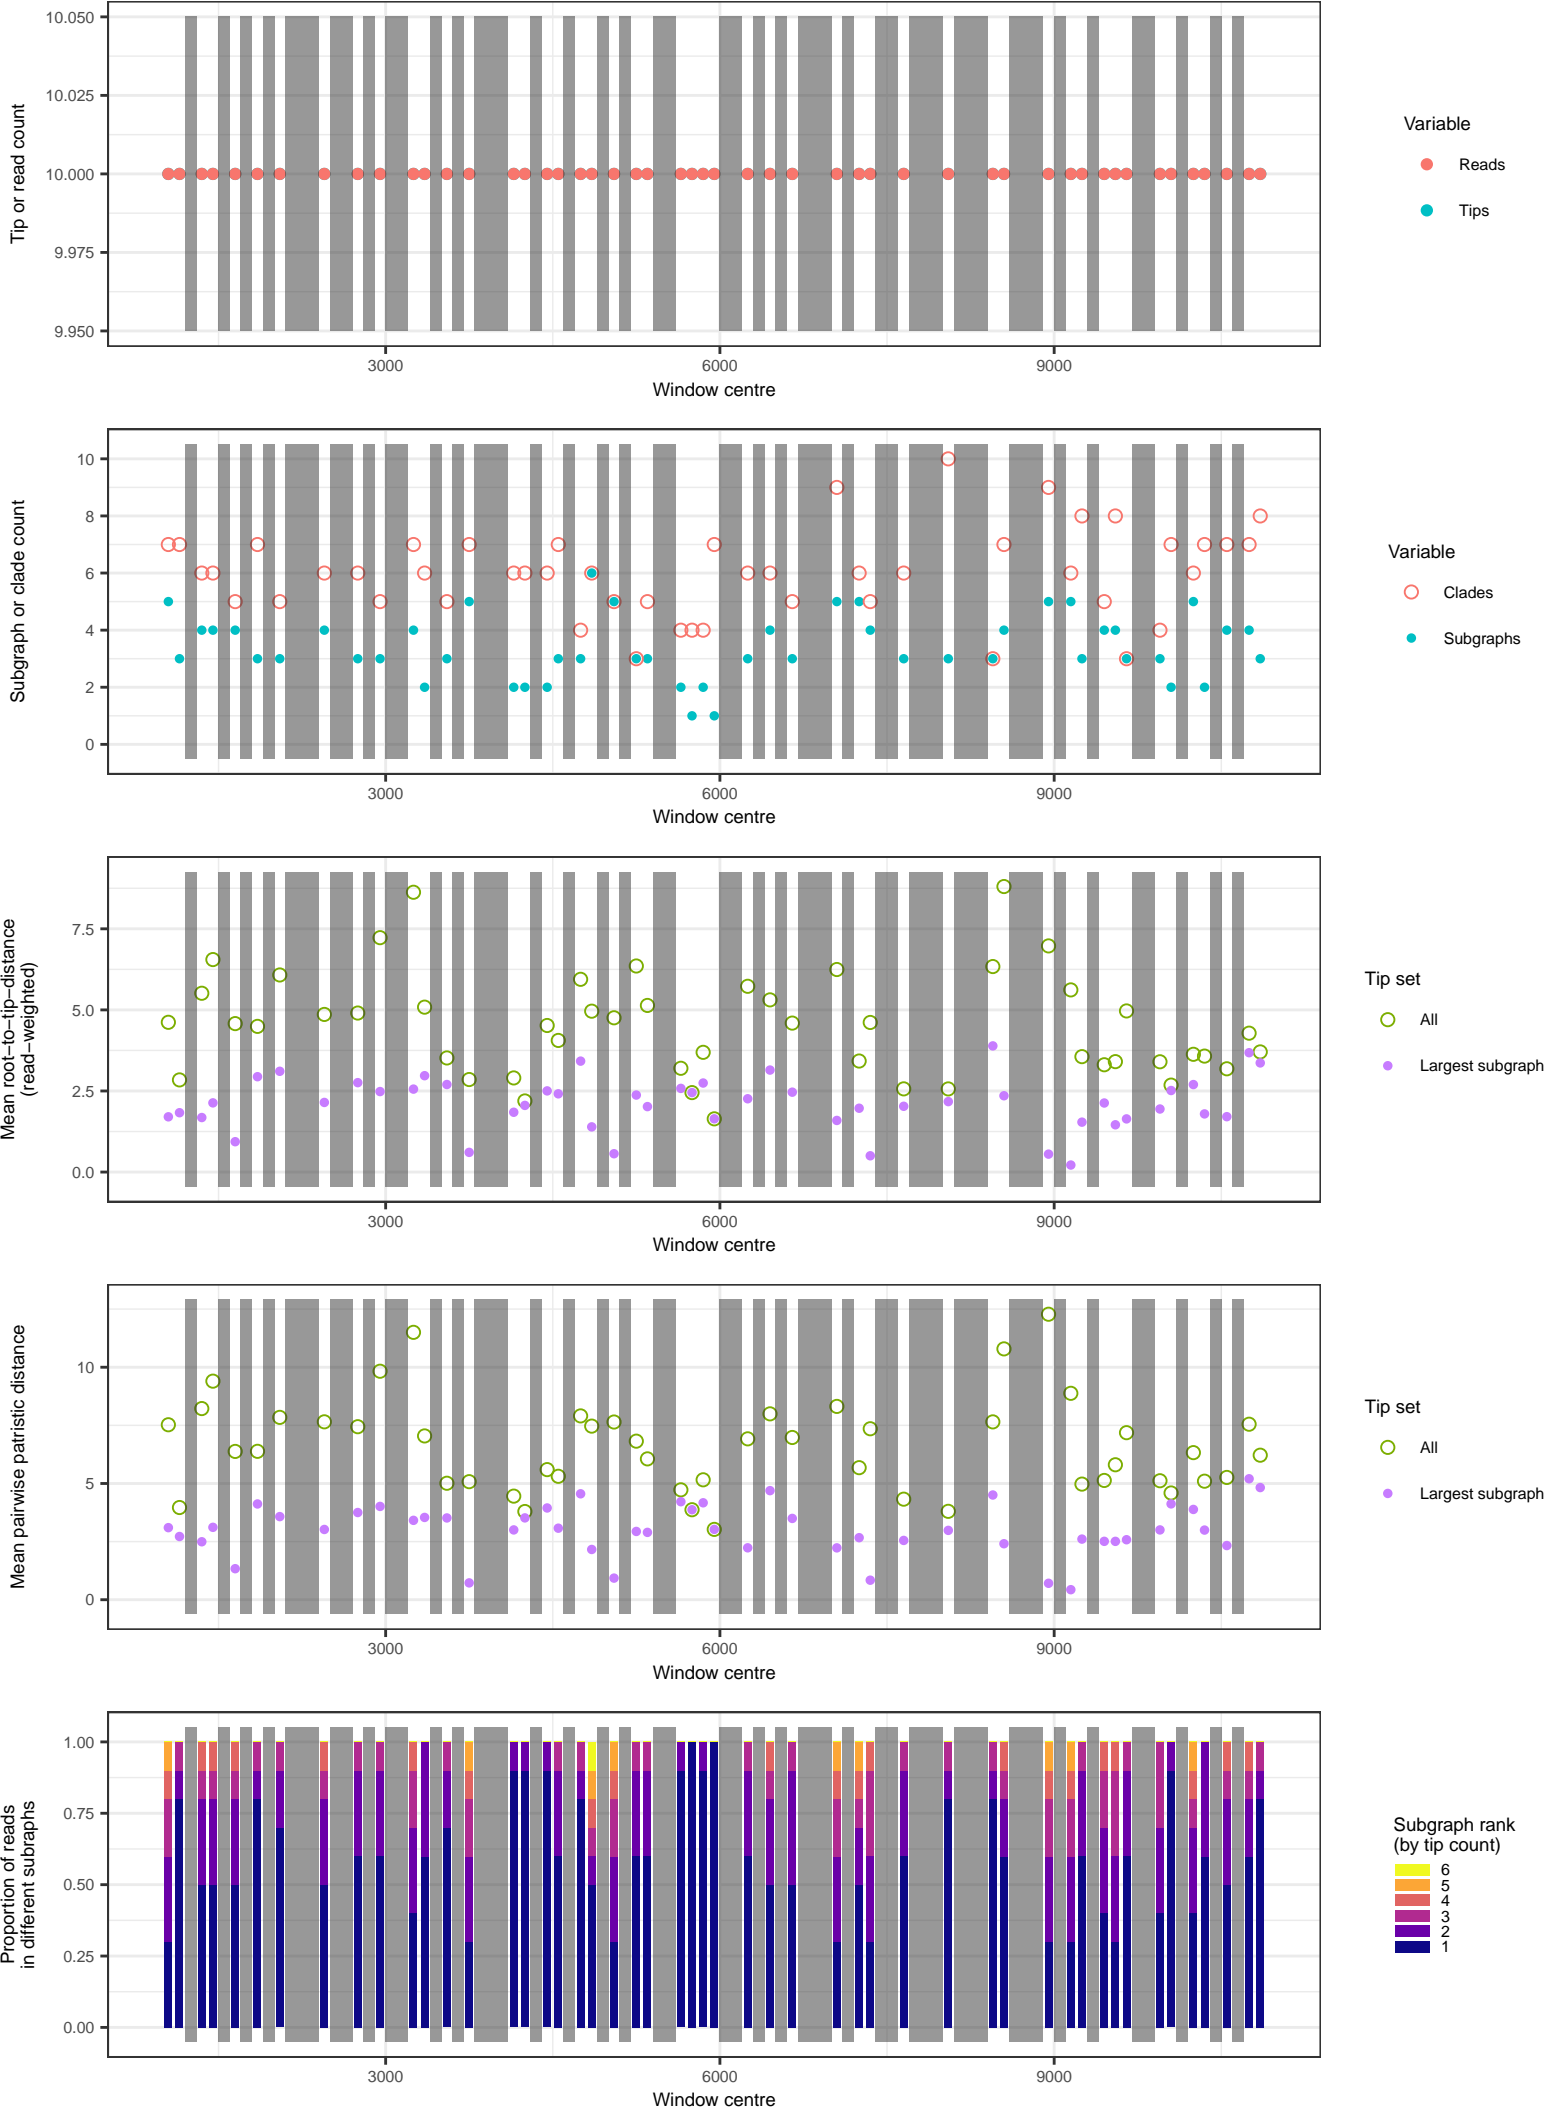 Tip or read count
10.050
10.025
10.000
9.975
9.950
3000
6000
9000
Window centre
Variable
Reads
Tips
Subgraph or clade count
10
8
6
4
2
0
3000
6000
9000
Window centre
Variable
Clades
Subgraphs
Mean root−to−tip−distance
(read−weighted)
7.5
5.0
2.5
0.0
3000
6000
9000
Window centre
Tip set
All
Largest subgraph
Mean pairwise patristic distance
10
5
0
3000
6000
9000
Window centre
Tip set
All
Largest subgraph
Proportion of reads
in different subraphs
1.00
0.75
0.50
0.25
0.00
3000
6000
9000
Window centre
Subgraph rank
(by tip count)
6
5
4
3
2
1